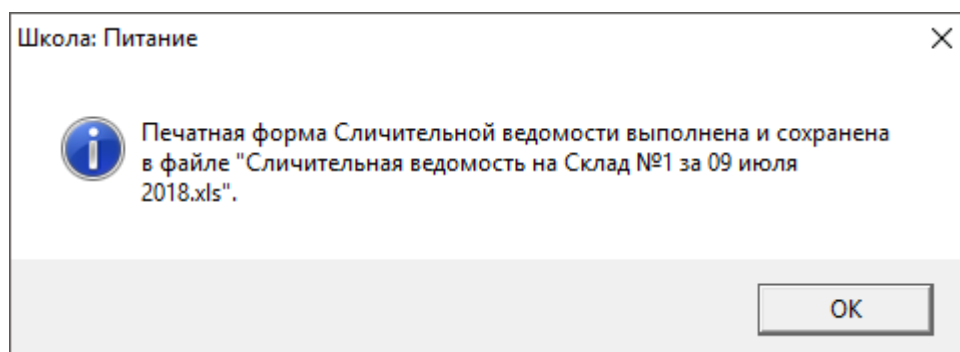 Школа: Питание
Печатная форма Сличительной ведомости выполнена и сохранена
в файле "Сличительная ведомость на Склад №1 за 09 июля
2018.xls".
ОК